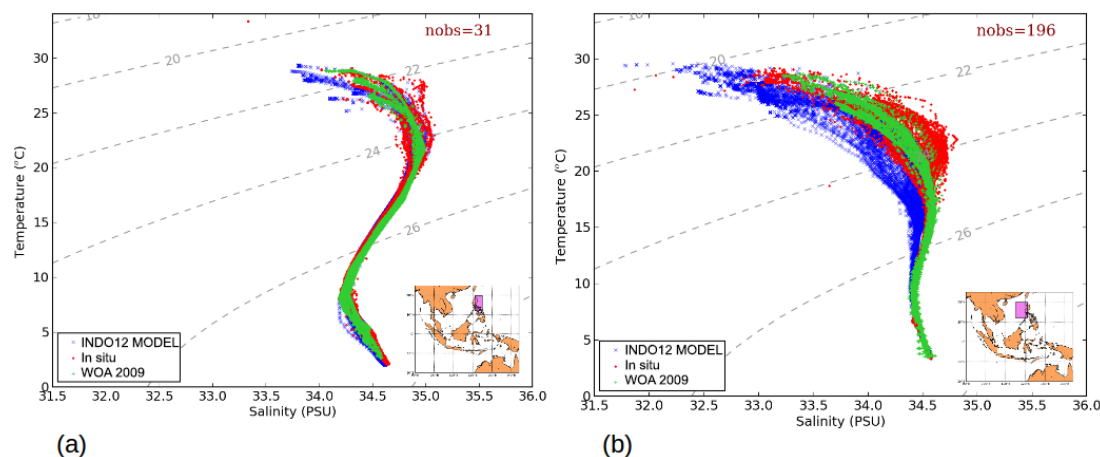 nobs=31
18
20
22
24
26
Temperature (°C)
30
25
20
15
10
5
0
INDO12 MODEL
In situ
WOA 2009
31.5 32.0 32.5 33.0 33.5 34.0 34.5 35.0 35.5 36.0
Salinity (PSU)
(a)
nobs=196
20
22
24
26
Temperature (°C)
30
25
20
15
10
5
0
INDO12 MODEL
In situ
WOA 2009
31.5 32.0 32.5 33.0 33.5 34.0 34.5 35.0 35.5 36.0
Salinity (PSU)
(b)